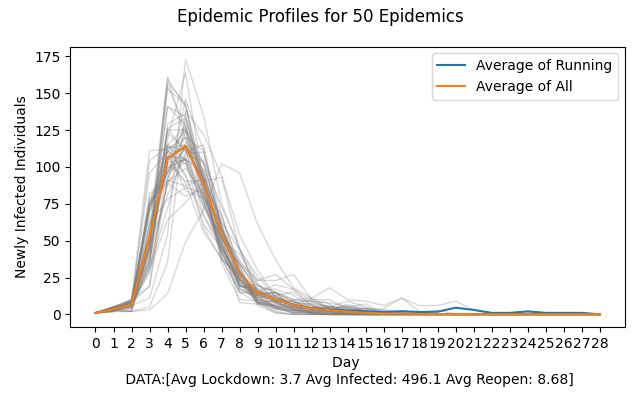 Epidemic Profiles for 50 Epidemics
Average of Running
Average of All
Newly Infected Individuals
175
150
125
100
75
50
25
0
0 1 2 3 4 5 6 7 8 9 10 11 12 13 14 15 16 17 18 19 20 21 22 23 24 25 26 27 28
Day
DATA:[Avg Lockdown: 3.7 Avg Infected: 496.1 Avg Reopen: 8.68]